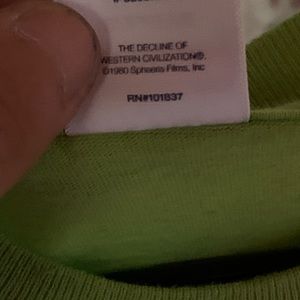 THE DECLINE OF
WESTERN CIVILIZATION®.
©1980 Spheeris Films, Inc
RN#101837